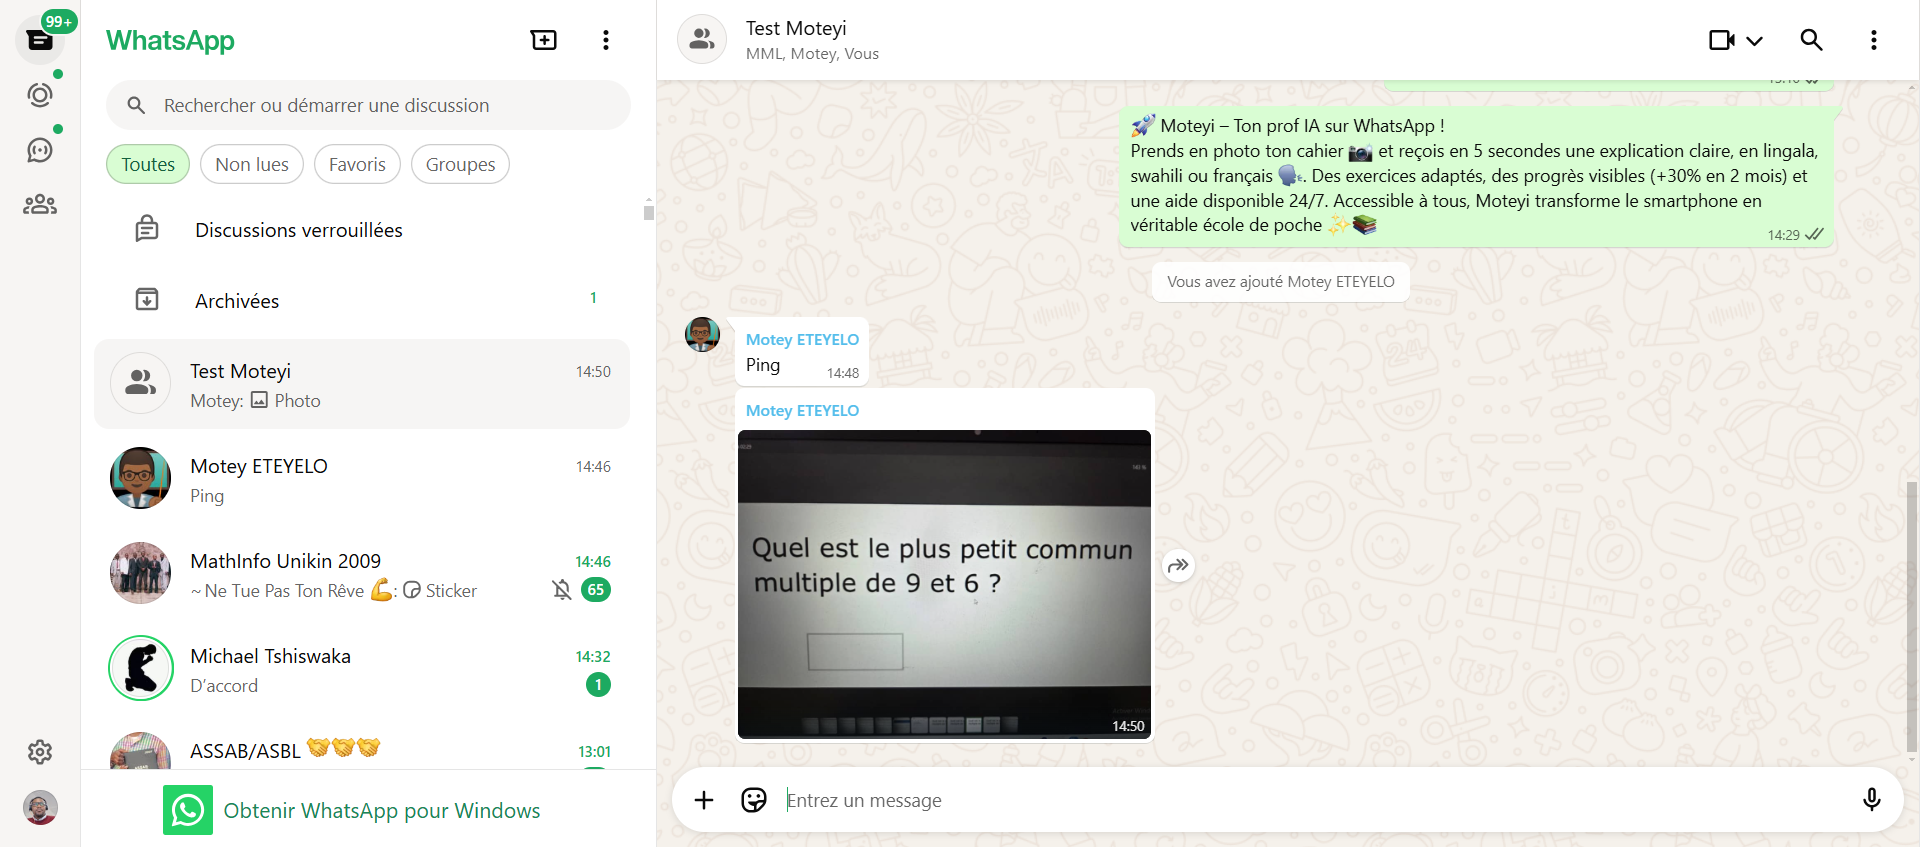 99+
WhatsApp
Rechercher ou démarrer une discussion
Toutes
Non lues
Favoris
Groupes
Discussions verrouillées
Archivées
1
Test Moteyi
14:50
Motey: Photo
Motey ETEYELO
14:46
Ping
MathInfo Unikin 2009
14:46
~ Ne Tue Pas Ton Rêve 💪: Sticker
65
Michael Tshiswaka
14:32
D'accord
1
ASSAB/ASBL 🤝🤝🤝
13:01
Obtenir WhatsApp pour Windows
Test Moteyi
MML, Motey, Vous
🚀 Moteyi – Ton prof IA sur WhatsApp !
Prends en photo ton cahier 📸 et reçois en 5 secondes une explication claire, en lingala,
swahili ou français 🗣️. Des exercices adaptés, des progrès visibles (+30% en 2 mois) et
une aide disponible 24/7. Accessible à tous, Moteyi transforme le smartphone en
véritable école de poche ✨📚
14:29
Vous avez ajouté Motey ETEYELO
Motey ETEYELO
Ping
14:48
Motey ETEYELO
Quel est le plus petit commun
multiple de 9 et 6 ?
14:50
Entrez un message